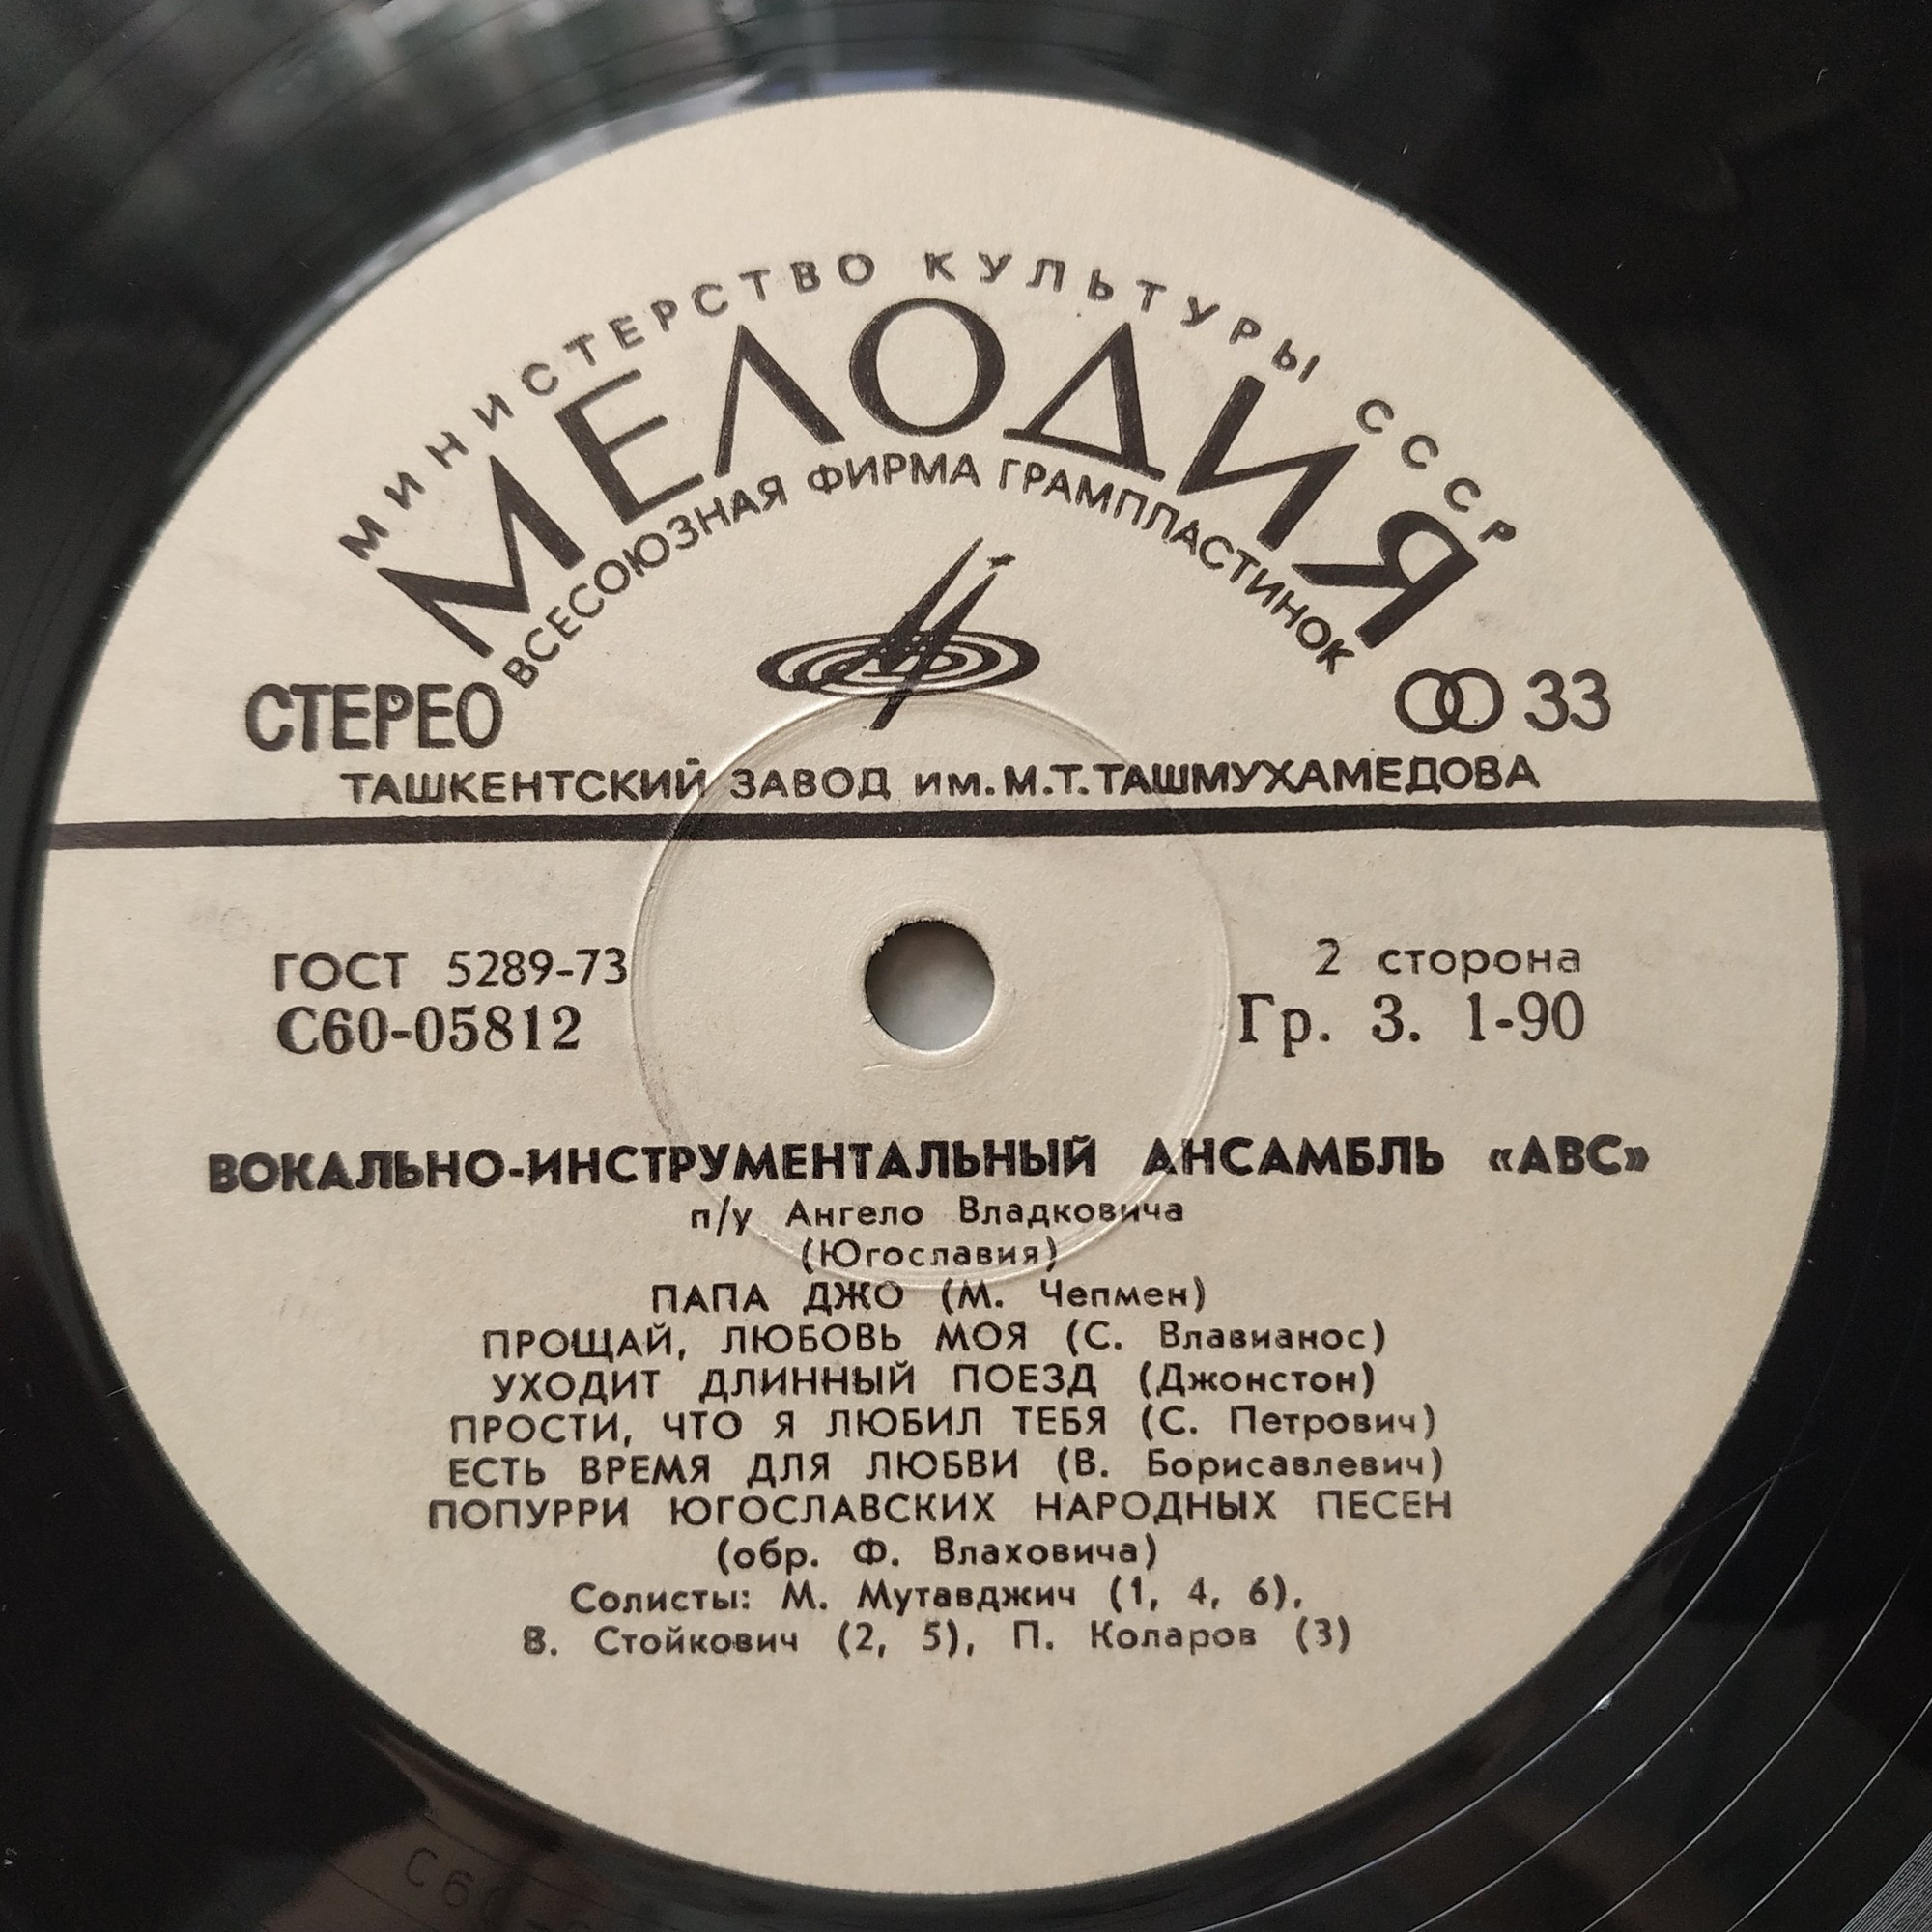 МИНИСТЕРСТВО КУЛЬТУРЫ СССР
МЕЛОДИЯ
ВСЕСОЮЗНАЯ ФИРМА ГРАМПЛАСТИНОК
СТЕРЕО
33
ТАШКЕНТСКИЙ ЗАВОД им. М.Т. ТАШМУХАМЕДОВА
ГОСТ 5289-73
2 сторона
С60-05812
Гр. 3. 1-90
ВОКАЛЬНО-ИНСТРУМЕНТАЛЬНЫЙ АНСАМБЛЬ «АВС»
п/у Ангело Владковича
(Югославия)
ПАПА ДЖО (М. Чепмен)
ПРОЩАЙ, ЛЮБОВЬ МОЯ (С. Влавианос)
УХОДИТ ДЛИННЫЙ ПОЕЗД (Джонстон)
ПРОСТИ, ЧТО Я ЛЮБИЛ ТЕБЯ (С. Петрович)
ЕСТЬ ВРЕМЯ ДЛЯ ЛЮБВИ (В. Борисавлевич)
ПОПУРРИ ЮГОСЛАВСКИХ НАРОДНЫХ ПЕСЕН
(обр. Ф. Влаховича)
Солисты: М. Мутавджич (1, 4, 6),
В. Стойкович (2, 5), П. Коларов (3)